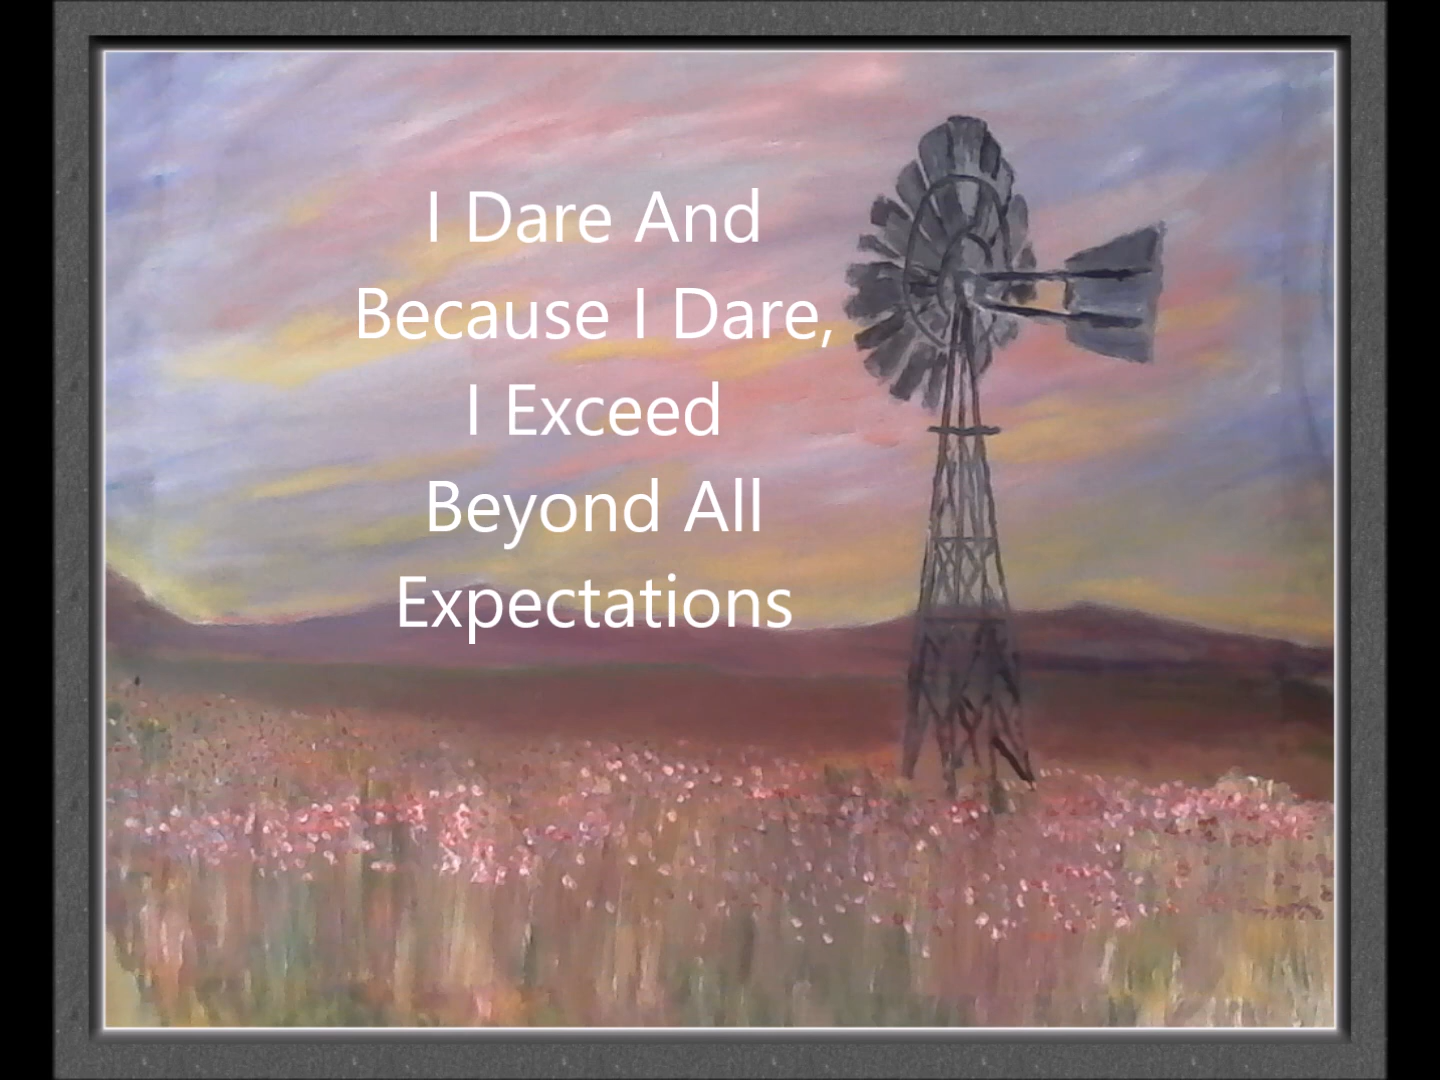 I Dare And
Because I Dare,
I Exceed
Beyond All
Expectations